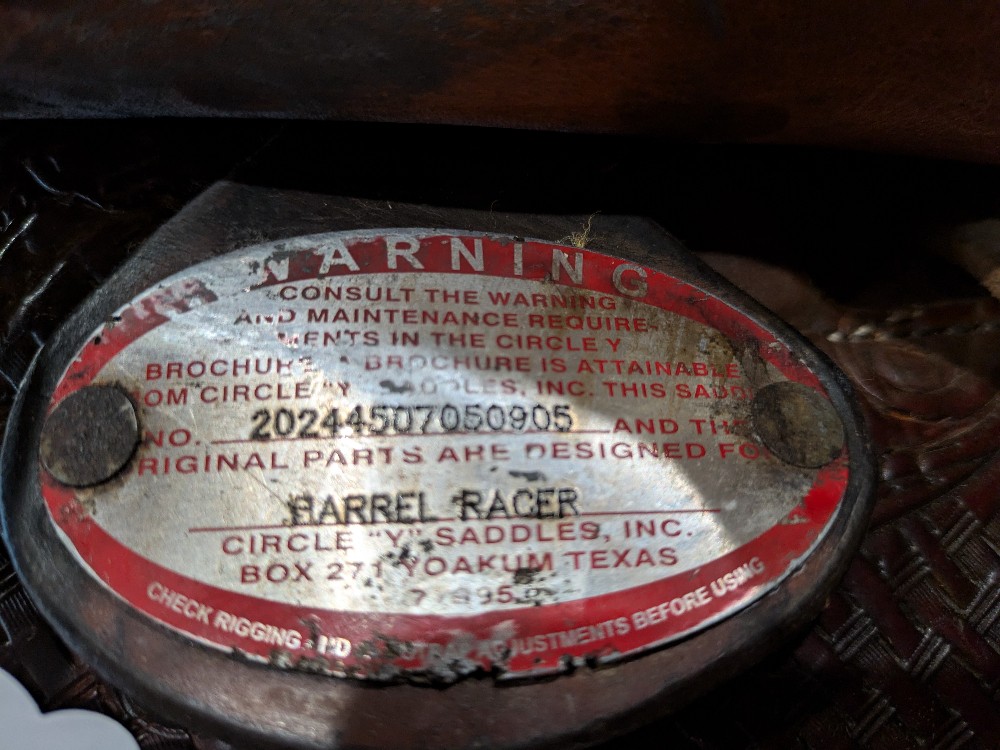 WARNING
CONSULT THE WARNING
AND MAINTENANCE REQUIRE-
MENTS IN THE CIRCLE Y
BROCHURE. A BROCHURE IS ATTAINABLE
OM CIRCLE "Y" SADDLES, INC. THIS SADD
NO. 20244507050905 AND THE
RIGINAL PARTS ARE DESIGNED FO
BARREL RACER
CIRCLE "Y" SADDLES, INC.
BOX 271 YOAKUM TEXAS
CHECK RIGGING ADJUSTMENTS BEFORE USING